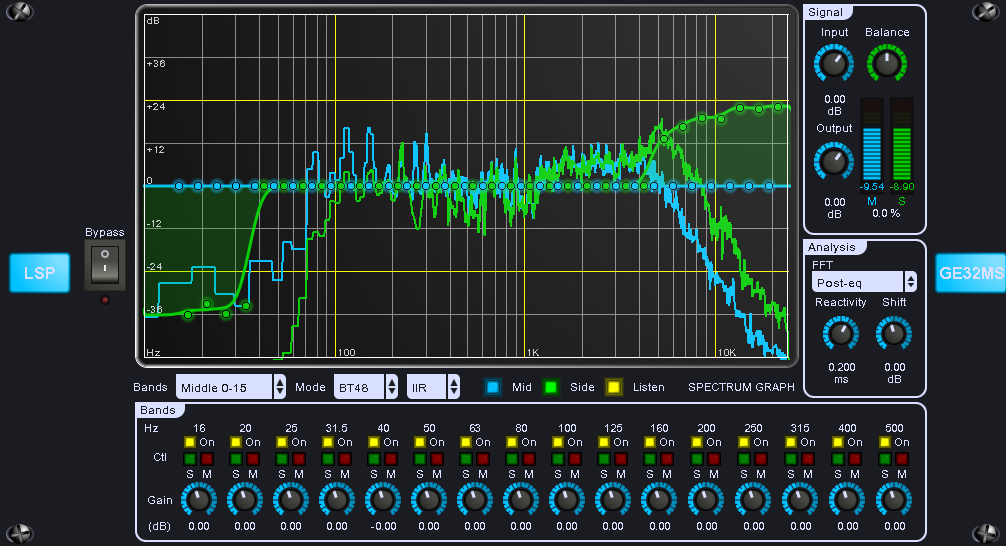 dB
+36
+24
+12
0
-12
-24
-36
Hz
100
1K
10K
Signal
Input
Balance
0.00
dB
Output
0.00
dB
-9.54
-8.90
M
S
0.0 %
Bypass
LSP
GE32MS
Analysis
FFT
Post-eq
Reactivity
Shift
0.200
0.00
ms
dB
Bands
Middle 0-15
Mode
BT48
IIR
Mid
Side
Listen
SPECTRUM GRAPH
Bands
Hz 16 20 25 31.5 40 50 63 80 100 125 160 200 250 315 400 500
On On On On On On On On On On On On On On On On
Ctl
S M S M S M S M S M S M S M S M S M S M S M S M S M S M S M S M
Gain
(dB) 0.00 0.00 0.00 0.00 -0.00 0.00 0.00 0.00 0.00 0.00 0.00 0.00 0.00 0.00 0.00 0.00